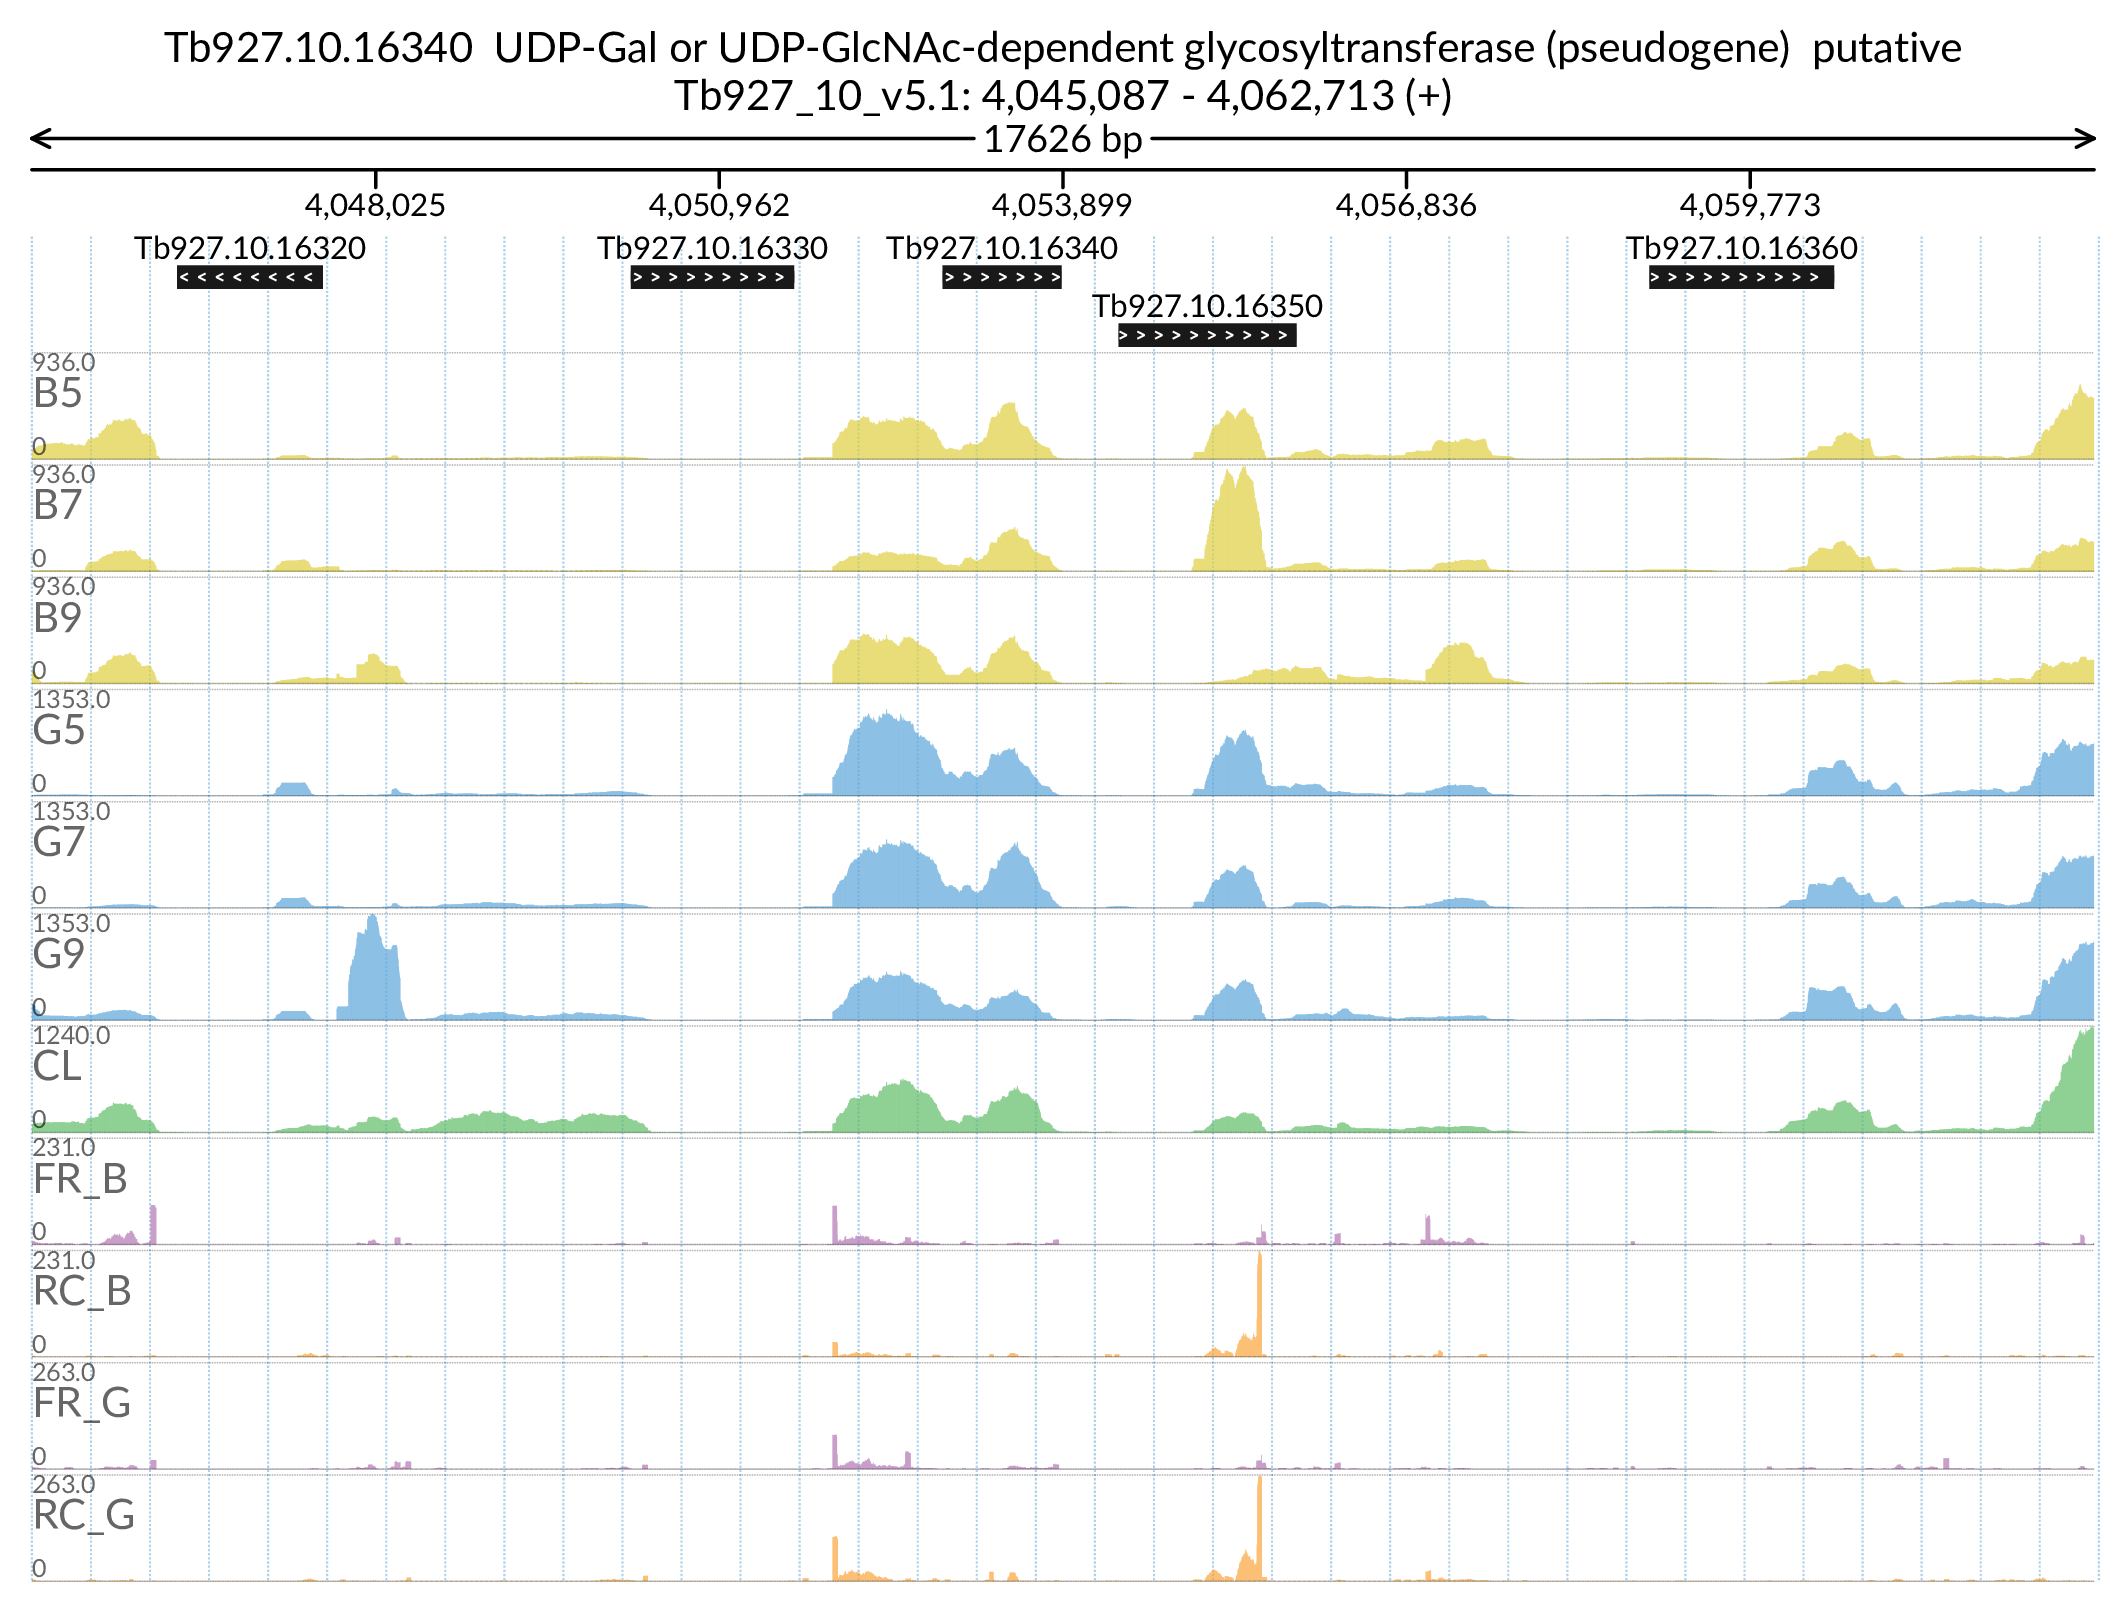 Tb927.10.16340  UDP-Gal or UDP-GlcNAc-dependent glycosyltransferase (pseudogene)  putative
Tb927_10_v5.1: 4,045,087 - 4,062,713 (+)
17626 bp
4,048,025 4,050,962 4,053,899 4,056,836 4,059,773
Tb927.10.16320 Tb927.10.16330 Tb927.10.16340 Tb927.10.16360
Tb927.10.16350
936.0
B5
0
936.0
B7
0
936.0
B9
0
1353.0
G5
0
1353.0
G7
0
1353.0
G9
0
1240.0
CL
0
231.0
FR_B
0
231.0
RC_B
0
263.0
FR_G
0
263.0
RC_G
0